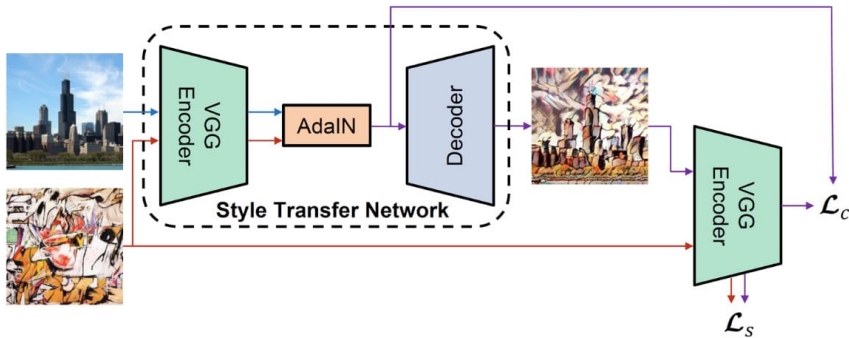 VGG
Encoder
AdaIN
Decoder
Style Transfer Network
VGG
Encoder
ℒc
ℒs